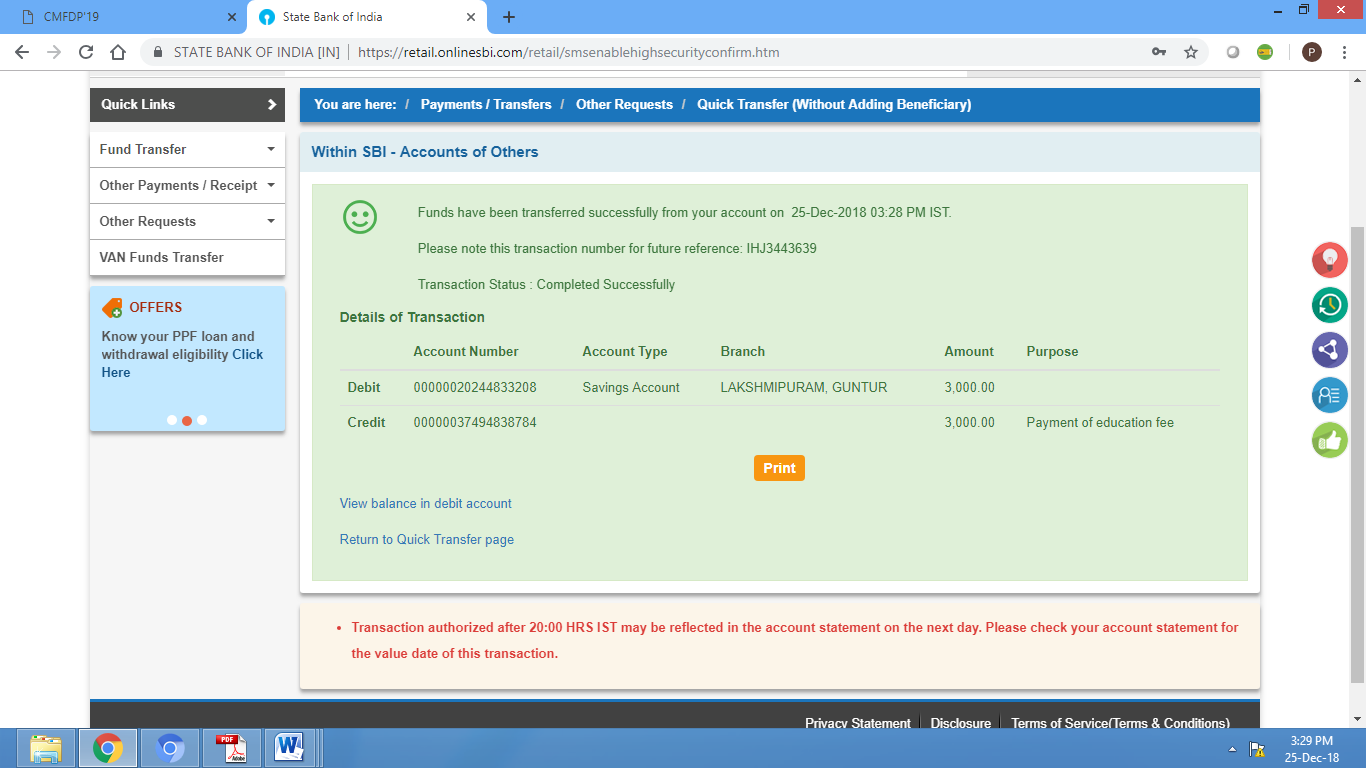 CMFDP'19
State Bank of India
STATE BANK OF INDIA [IN]
https://retail.onlinesbi.com/retail/smsenablehighsecurityconfirm.htm
P
Quick Links
You are here: / Payments / Transfers / Other Requests / Quick Transfer (Without Adding Beneficiary)
Fund Transfer
Other Payments / Receipt
Other Requests
VAN Funds Transfer
OFFERS
Know your PPF loan and
withdrawal eligibility Click
Here
Within SBI - Accounts of Others
Funds have been transferred successfully from your account on 25-Dec-2018 03:28 PM IST.
Please note this transaction number for future reference: IHJ3443639
Transaction Status : Completed Successfully
Details of Transaction
Account Number Account Type Branch Amount Purpose
Debit 00000020244833208 Savings Account LAKSHMIPURAM, GUNTUR 3,000.00
Credit 00000037494838784 3,000.00 Payment of education fee
Print
View balance in debit account
Return to Quick Transfer page
Transaction authorized after 20:00 HRS IST may be reflected in the account statement on the next day. Please check your account statement for
the value date of this transaction.
Privacy Statement | Disclosure | Terms of Service(Terms & Conditions)
PDF
Adobe
W
3:29 PM
25-Dec-18